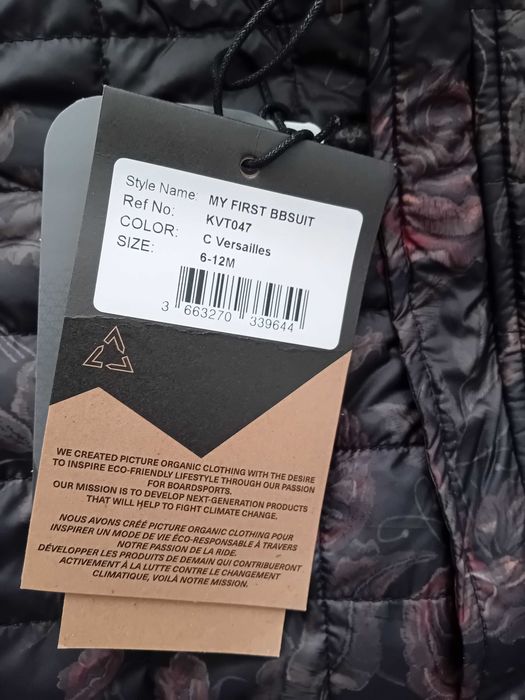 Style Name: MY FIRST BBSUIT
Ref No: KVT047
COLOR: C Versailles
SIZE: 6-12M
3 663270 339644
WE CREATED PICTURE ORGANIC CLOTHING WITH THE DESIRE
TO INSPIRE ECO-FRIENDLY LIFESTYLE THROUGH OUR PASSION
FOR BOARDSPORTS.
OUR MISSION IS TO DEVELOP NEXT-GENERATION PRODUCTS
THAT WILL HELP TO FIGHT CLIMATE CHANGE.
NOUS AVONS CRÉÉ PICTURE ORGANIC CLOTHING POUR
INSPIRER UN MODE DE VIE ÉCO-RESPONSABLE À TRAVERS
NOTRE PASSION DE LA RIDE.
DÉVELOPPER LES PRODUITS DE DEMAIN QUI CONTRIBUERONT
ACTIVEMENT À LA LUTTE CONTRE LE CHANGEMENT
CLIMATIQUE, VOILÀ NOTRE MISSION.